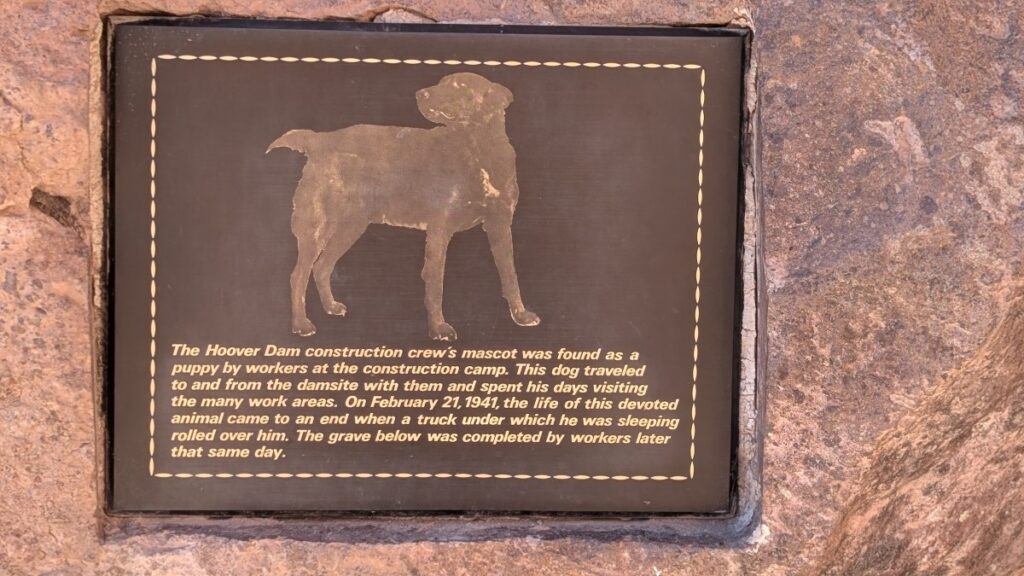 The Hoover Dam construction crew's mascot was found as a
puppy by workers at the construction camp. This dog traveled
to and from the damsite with them and spent his days visiting
the many work areas. On February 21, 1941, the life of this devoted
animal came to an end when a truck under which he was sleeping
rolled over him. The grave below was completed by workers later
that same day.